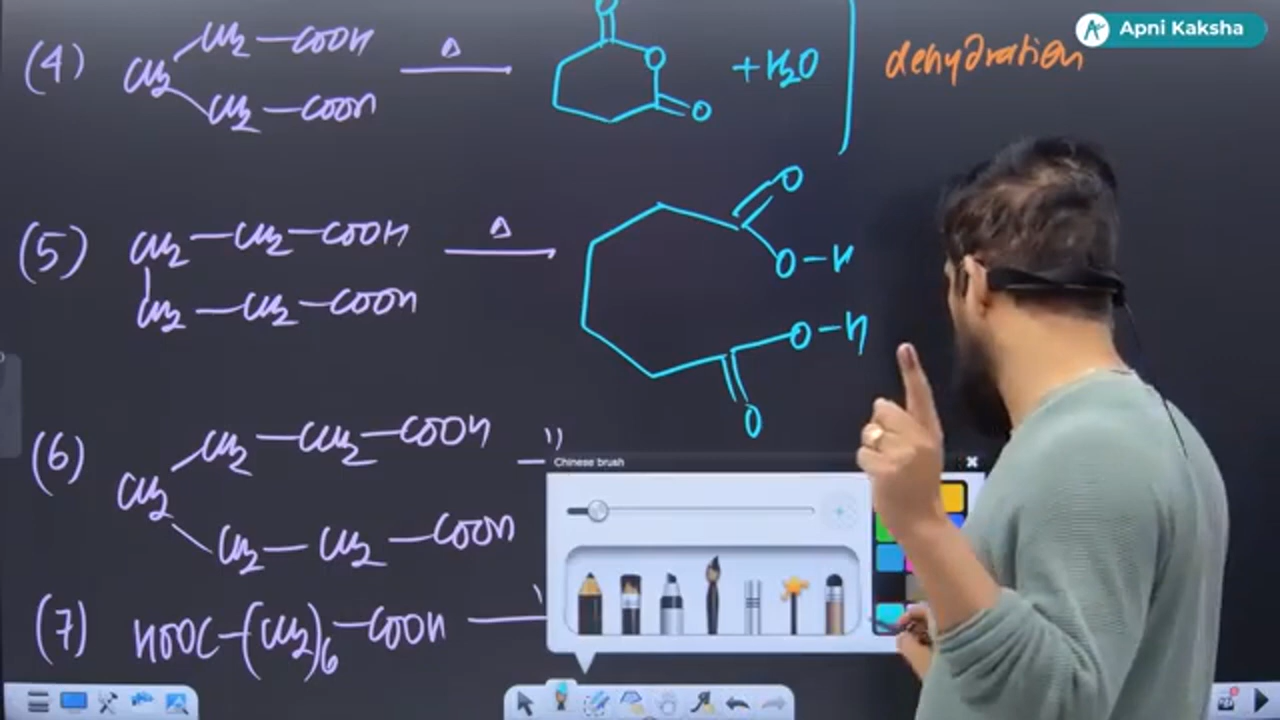 Apni Kaksha
(4) CH2 CH2—COOH CH2—COOH Δ O O O + H2O dehydration
(5) CH2—CH2—COOH Δ O O—H
CH2—CH2—COOH O—H O
(6) CH2 CH2—CH2—COOH "
CH2—CH2—COOH
(7) HOOC—(CH2)6—COOH
Chinese brush